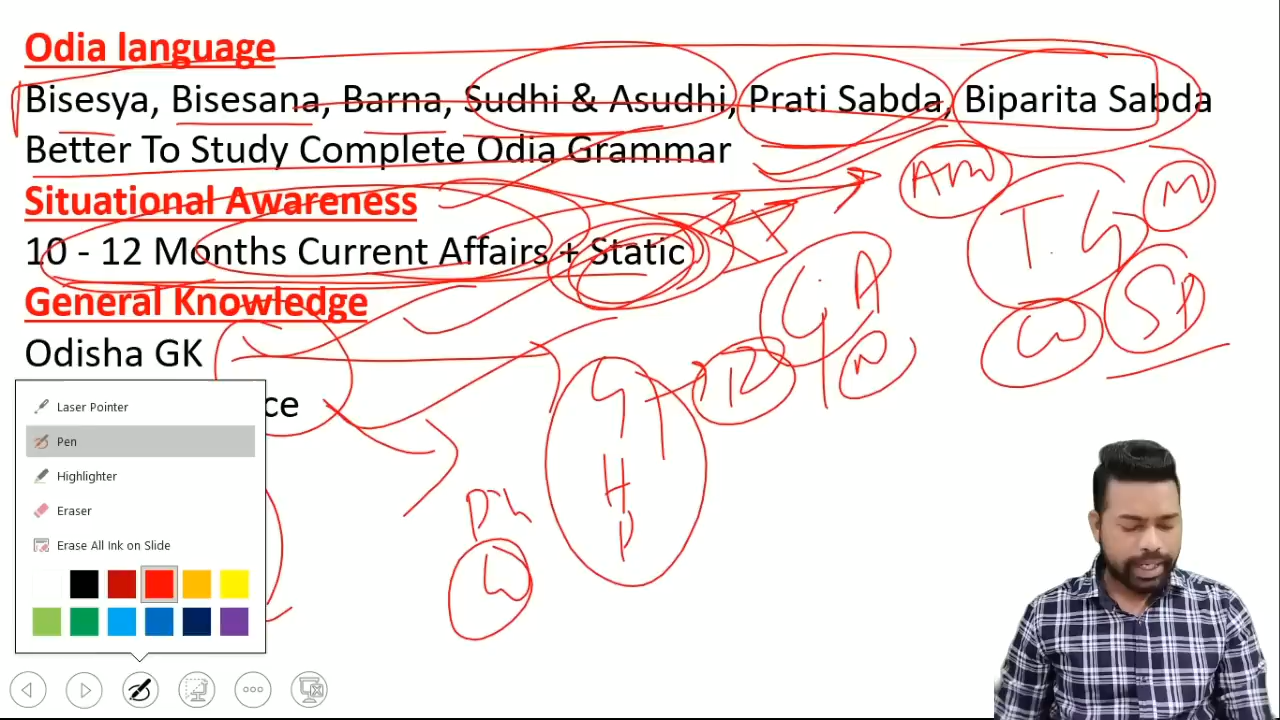 Odia language
Bisesya, Bisesana, Barna, Sudhi & Asudhi, Prati Sabda, Biparita Sabda
Better To Study Complete Odia Grammar
Situational Awareness
10 - 12 Months Current Affairs + Static
General Knowledge
Odisha GK
ce
Laser Pointer
Pen
Highlighter
Eraser
Erase All Ink on Slide
T. G
M
SP
W
G A
N
G
H
P